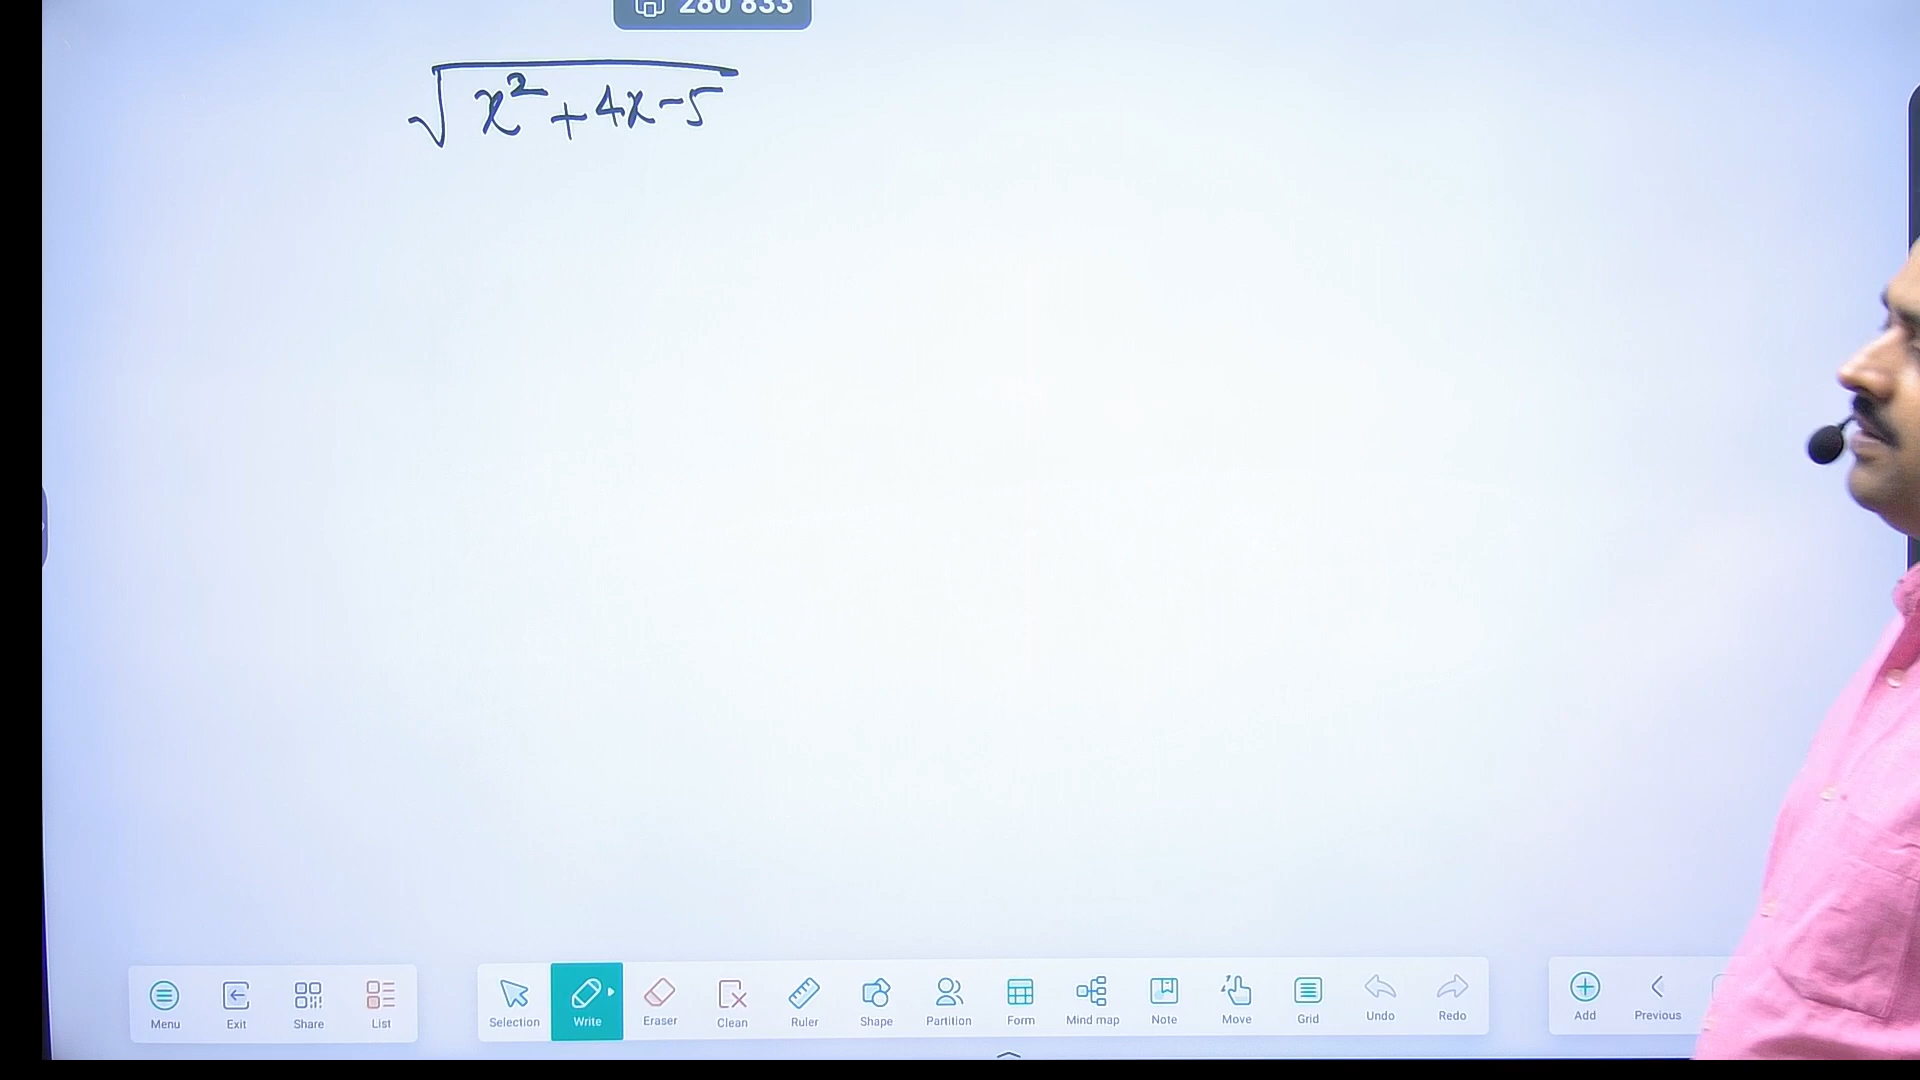 280 833
√x²+4x-5
Menu Exit Share List Selection Write Eraser Clean Ruler Shape Partition Form Mind map Note Move Grid Undo Redo Add Previous